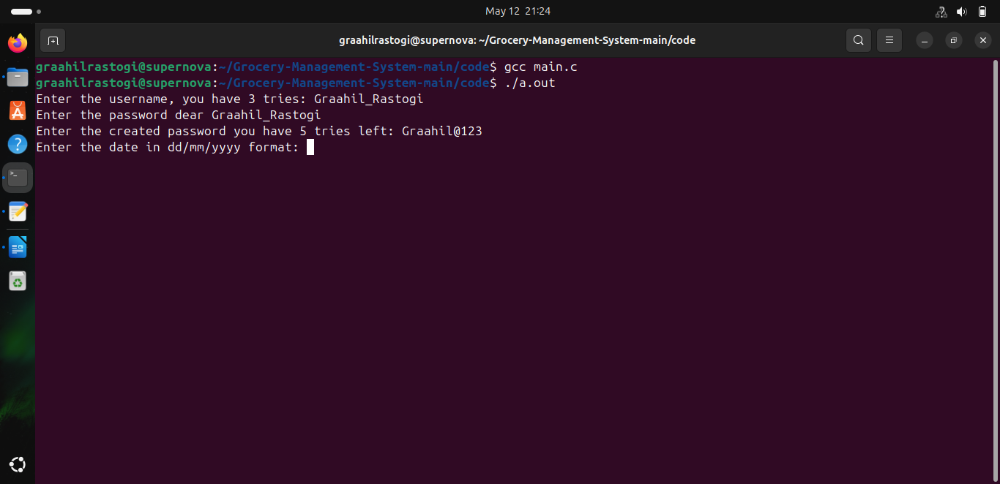 May 12 21:24
graahilrastogi@supernova: ~/Grocery-Management-System-main/code
graahilrastogi@supernova:~/Grocery-Management-System-main/code$ gcc main.c
graahilrastogi@supernova:~/Grocery-Management-System-main/code$ ./a.out
Enter the username, you have 3 tries: Graahil_Rastogi
Enter the password dear Graahil_Rastogi
Enter the created password you have 5 tries left: Graahil@123
Enter the date in dd/mm/yyyy format: